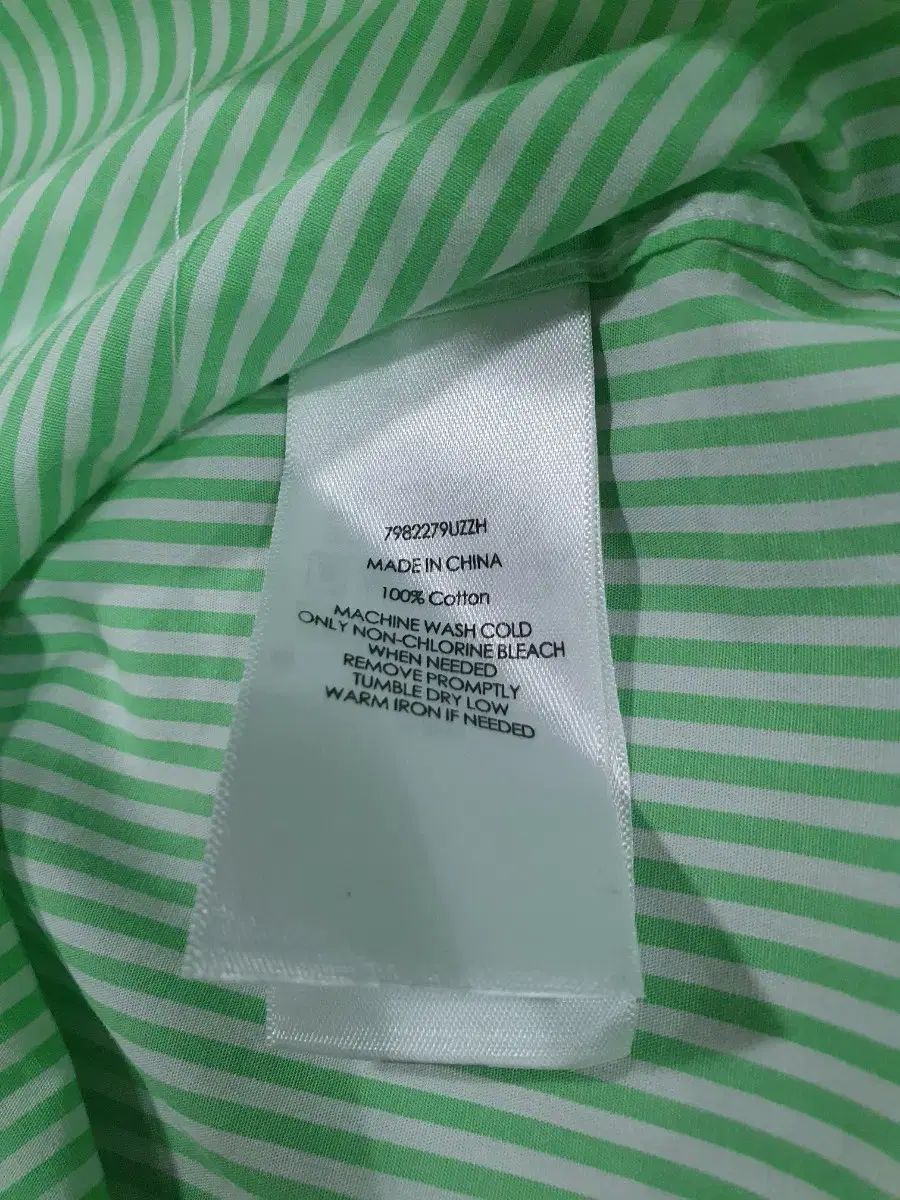 7982279UZZH
MADE IN CHINA
100% Cotton
MACHINE WASH COLD
ONLY NON-CHLORINE BLEACH
WHEN NEEDED
REMOVE PROMPTLY
TUMBLE DRY LOW
WARM IRON IF NEEDED